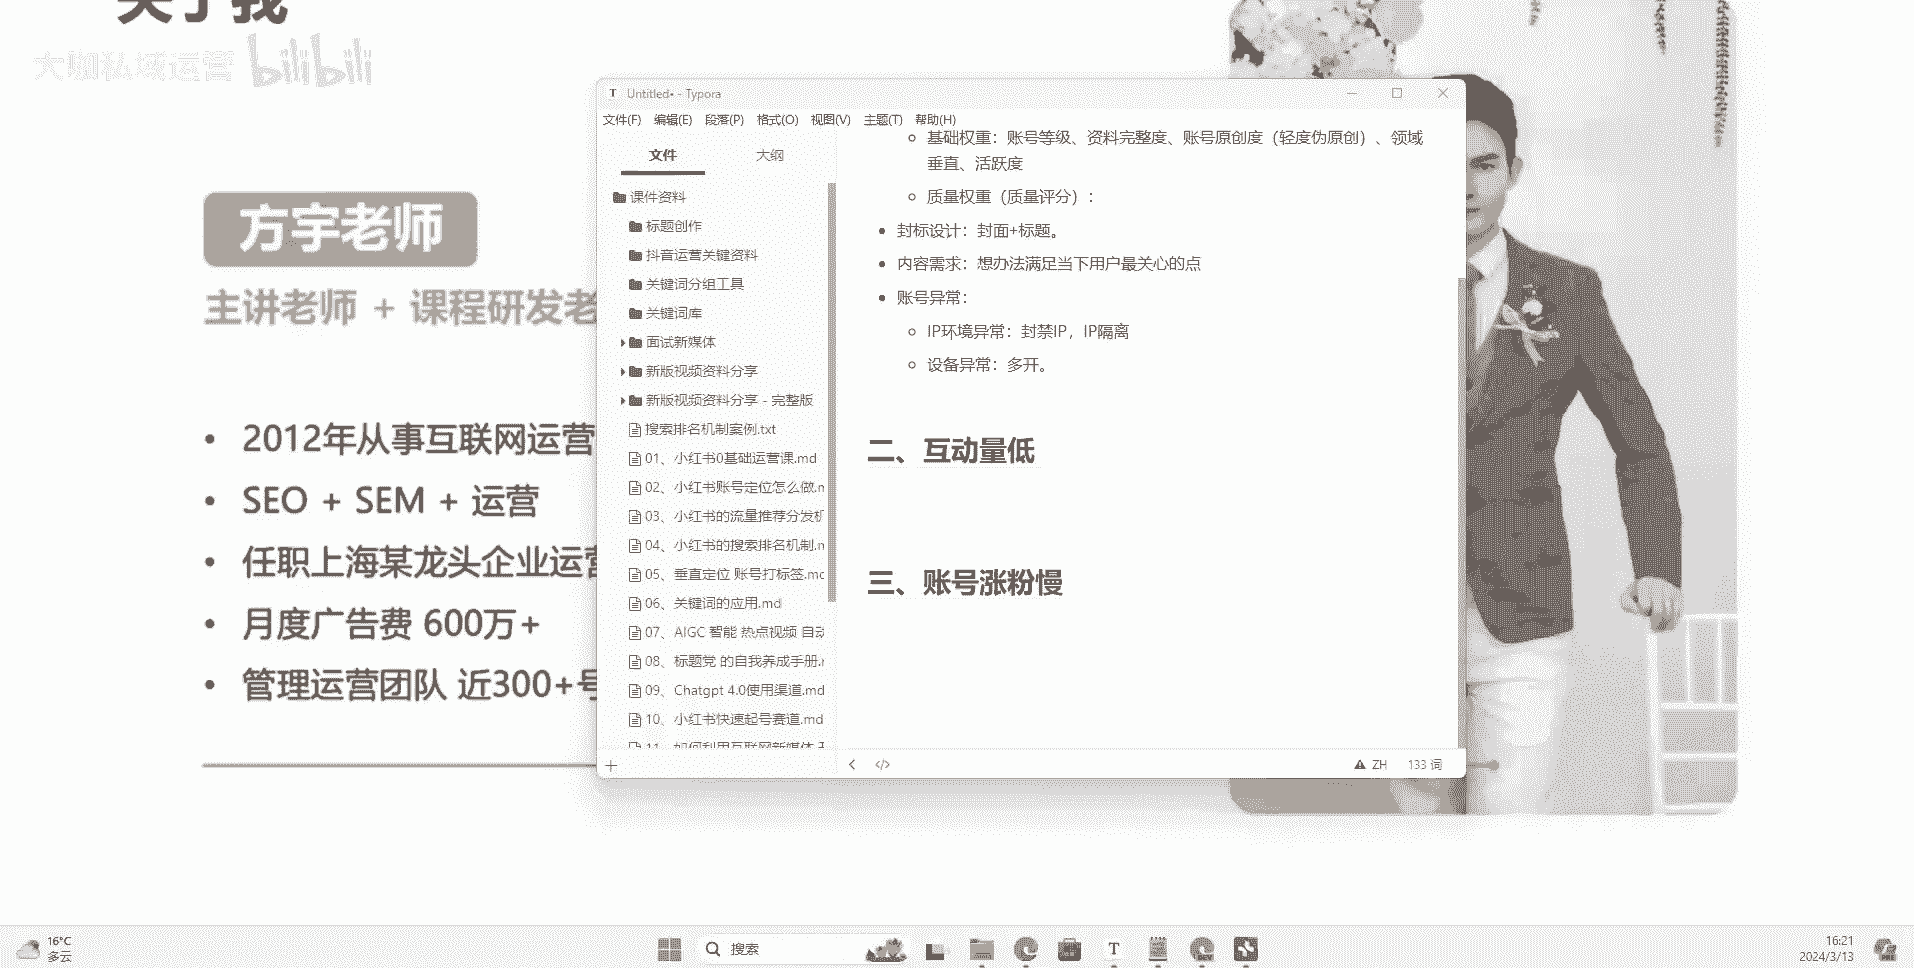 关于我
大咖私域运营 bilibili
方宇老师
主讲老师 + 课程研发老
2012年从事互联网运营
SEO + SEM + 运营
任职上海某龙头企业运营
月度广告费 600万+
管理运营团队 近300+号
T Untitled• - Typora
文件(F) 编辑(E) 段落(P) 格式(O) 视图(V) 主题(T) 帮助(H)
文件 大纲
课件资料
标题创作
抖音运营关键资料
关键词分组工具
关键词库
面试新媒体
新版视频资料分享
新版视频资料分享 - 完整版
搜索排名机制案例.txt
01、小红书0基础运营课.md
02、小红书账号定位怎么做.m
03、小红书的流量推荐分发机
04、小红书的搜索排名机制.m
05、垂直定位 账号打标签.md
06、关键词的应用.md
07、AIGC 智能 热点视频 自动
08、标题党 的自我养成手册.m
09、Chatgpt 4.0使用渠道.md
10、小红书快速起号赛道.md
11、如何利用互联网新媒体
基础权重：账号等级、资料完整度、账号原创度（轻度伪原创）、领域
垂直、活跃度
质量权重（质量评分）：
封标设计：封面+标题。
内容需求：想办法满足当下用户最关心的点
账号异常：
IP环境异常：封禁IP，IP隔离
设备异常：多开。
二、互动量低
三、账号涨粉慢
ZH 133 词
16°C
多云
搜索
16:21
2024/3/13